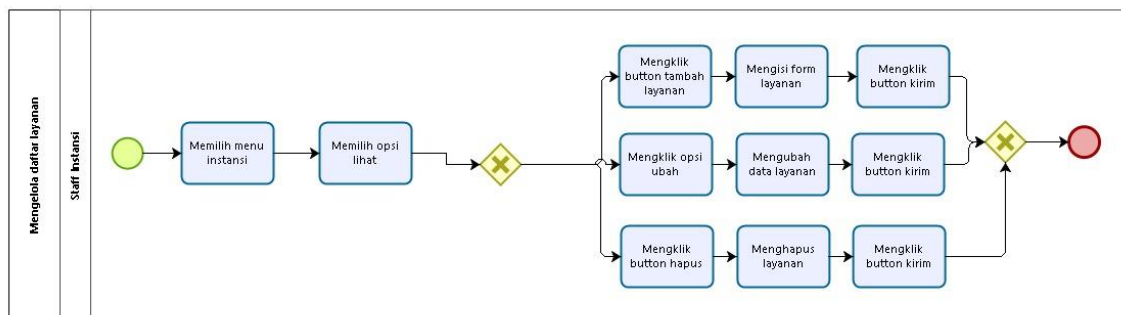 Mengelola daftar layanan
Staff Instansi
Memilih menu
instansi
Memilih opsi
lihat
Mengklik
button tambah
layanan
Mengisi form
layanan
Mengklik
button kirim
Mengklik opsi
ubah
Mengubah
data layanan
Mengklik
button kirim
Mengklik
button hapus
Menghapus
layanan
Mengklik
button kirim